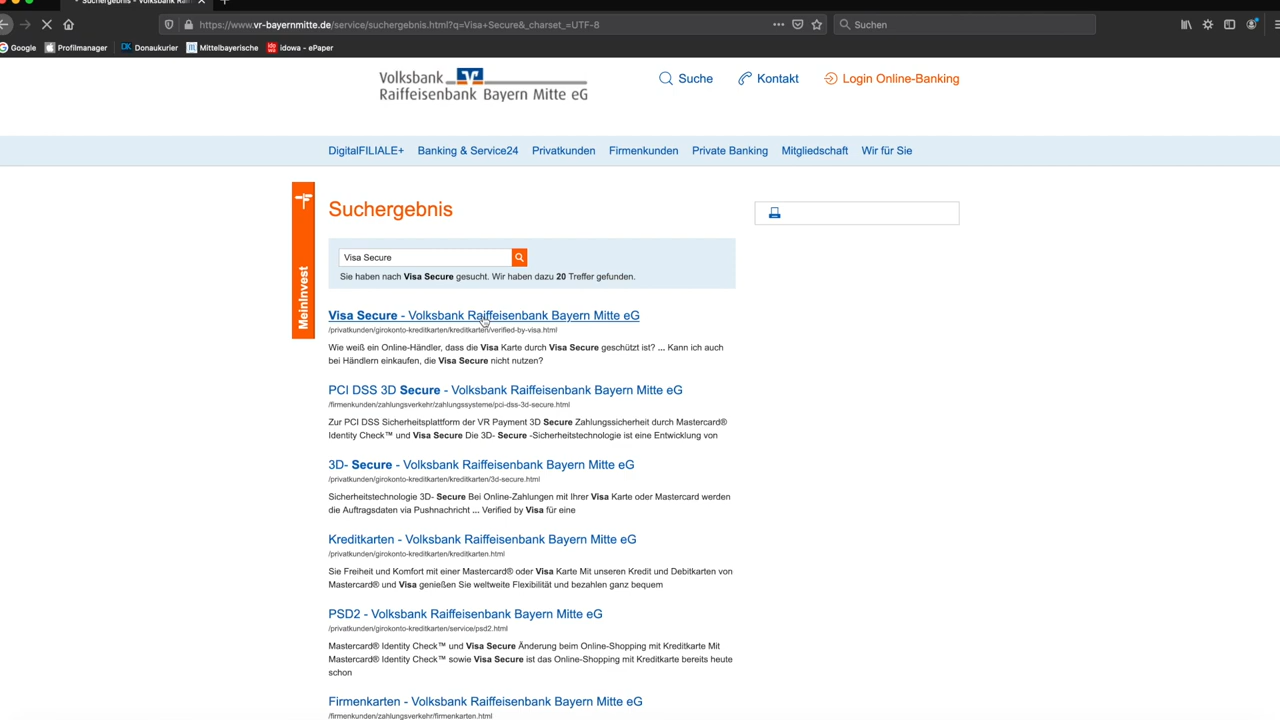 Suchergebnis - Volksbank Rai
https://www.vr-bayernmitte.de/service/suchergebnis.html?q=Visa+Secure&_charset_=UTF-8
Suchen
Google
Profilmanager
DK Donaukurier
Mittelbayerische
idowa - ePaper
Volksbank
Raiffeisenbank Bayern Mitte eG
Suche
Kontakt
Login Online-Banking
DigitalFILIALE+ Banking & Service24 Privatkunden Firmenkunden Private Banking Mitgliedschaft Wir für Sie
MeinInvest
Suchergebnis
Visa Secure
Sie haben nach Visa Secure gesucht. Wir haben dazu 20 Treffer gefunden.
Visa Secure - Volksbank Raiffeisenbank Bayern Mitte eG
/privatkunden/girokonto-kreditkarten/kreditkarten/verified-by-visa.html
Wie weiß ein Online-Händler, dass die Visa Karte durch Visa Secure geschützt ist? ... Kann ich auch
bei Händlern einkaufen, die Visa Secure nicht nutzen?
PCI DSS 3D Secure - Volksbank Raiffeisenbank Bayern Mitte eG
/firmenkunden/zahlungsverkehr/zahlungssysteme/pci-dss-3d-secure.html
Zur PCI DSS Sicherheitsplattform der VR Payment 3D Secure Zahlungssicherheit durch Mastercard®
Identity Check™ und Visa Secure Die 3D- Secure -Sicherheitstechnologie ist eine Entwicklung von
3D- Secure - Volksbank Raiffeisenbank Bayern Mitte eG
/privatkunden/girokonto-kreditkarten/kreditkarten/3d-secure.html
Sicherheitstechnologie 3D- Secure Bei Online-Zahlungen mit Ihrer Visa Karte oder Mastercard werden
die Auftragsdaten via Pushnachricht ... Verified by Visa für eine
Kreditkarten - Volksbank Raiffeisenbank Bayern Mitte eG
/privatkunden/girokonto-kreditkarten/kreditkarten.html
Sie Freiheit und Komfort mit einer Mastercard® oder Visa Karte Mit unseren Kredit und Debitkarten von
Mastercard® und Visa genießen Sie weltweite Flexibilität und bezahlen ganz bequem
PSD2 - Volksbank Raiffeisenbank Bayern Mitte eG
/privatkunden/girokonto-kreditkarten/service/psd2.html
Mastercard® Identity Check™ und Visa Secure Änderung beim Online-Shopping mit Kreditkarte Mit
Mastercard® Identity Check™ sowie Visa Secure ist das Online-Shopping mit Kreditkarte bereits heute
schon
Firmenkarten - Volksbank Raiffeisenbank Bayern Mitte eG
/firmenkunden/zahlungsverkehr/firmenkarten.html